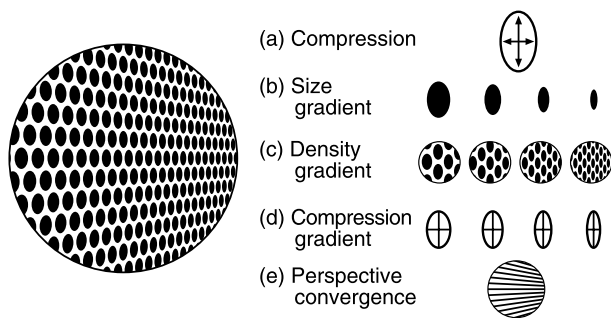 (a) Compression
(b) Size
gradient
(c) Density
gradient
(d) Compression
gradient
(e) Perspective
convergence